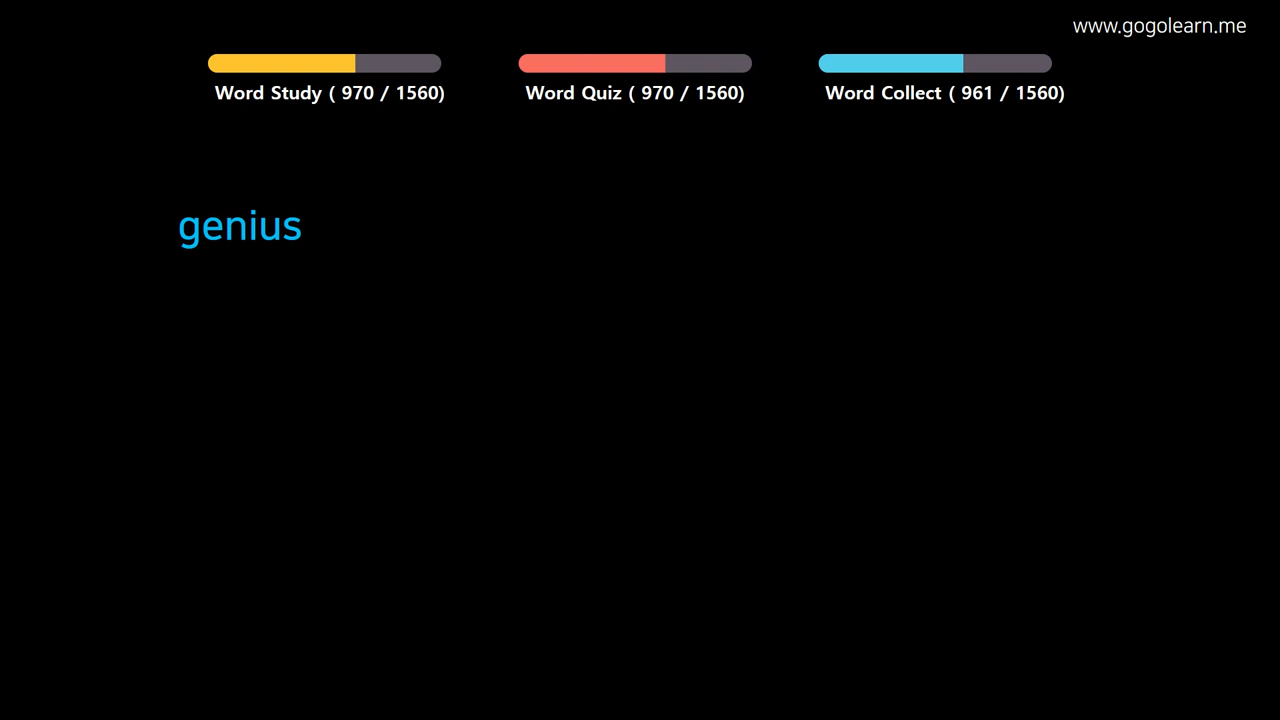 www.gogolearn.me
Word Study ( 970 / 1560)
Word Quiz ( 970 / 1560)
Word Collect ( 961 / 1560)
genius